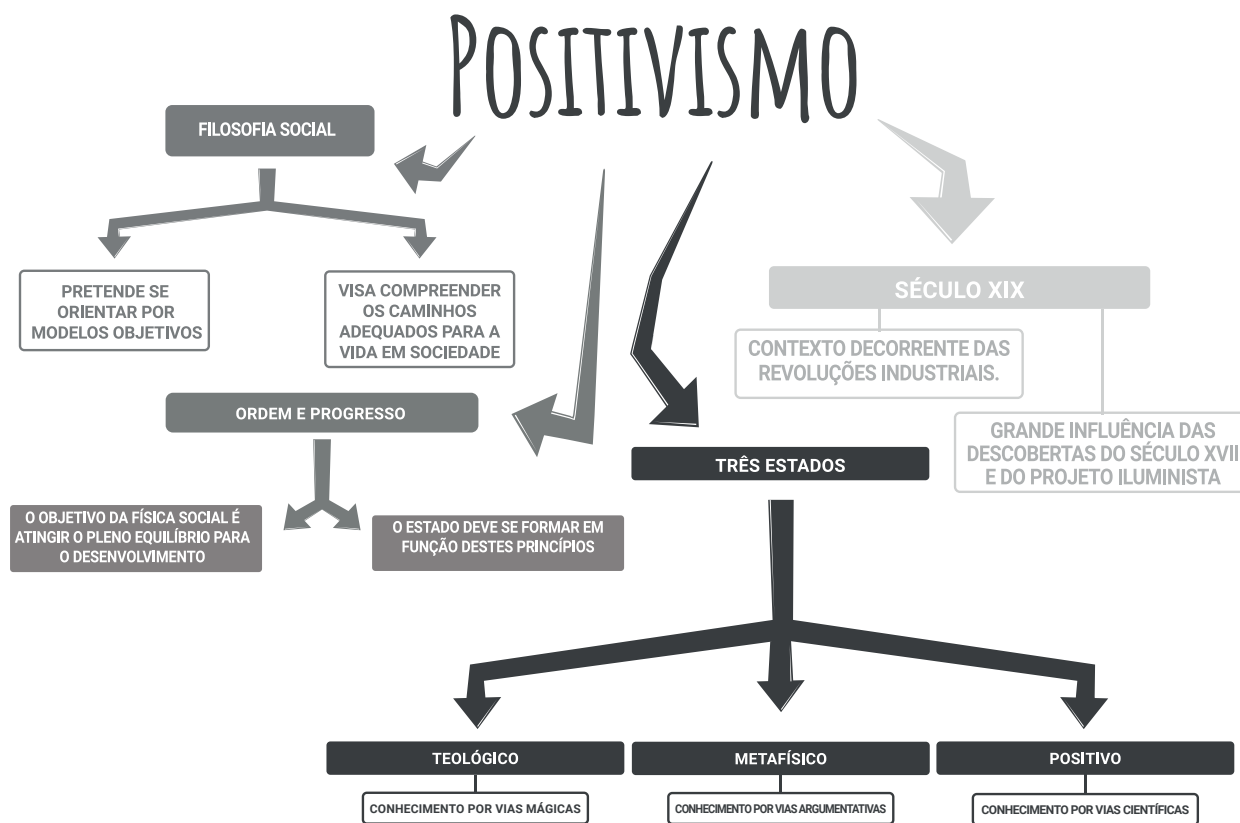 POSITIVISMO
FILOSOFIA SOCIAL
PRETENDE SE
ORIENTAR POR
MODELOS OBJETIVOS
VISA COMPREENDER
OS CAMINHOS
ADEQUADOS PARA A
VIDA EM SOCIEDADE
SÉCULO XIX
CONTEXTO DECORRENTE DAS
REVOLUÇÕES INDUSTRIAIS.
GRANDE INFLUÊNCIA DAS
DESCOBERTAS DO SÉCULO XVII
E DO PROJETO ILUMINISTA
ORDEM E PROGRESSO
O OBJETIVO DA FÍSICA SOCIAL É
ATINGIR O PLENO EQUILÍBRIO PARA
O DESENVOLVIMENTO
O ESTADO DEVE SE FORMAR EM
FUNÇÃO DESTES PRINCÍPIOS
TRÊS ESTADOS
TEOLÓGICO
CONHECIMENTO POR VIAS MÁGICAS
METAFÍSICO
CONHECIMENTO POR VIAS ARGUMENTATIVAS
POSITIVO
CONHECIMENTO POR VIAS CIENTÍFICAS